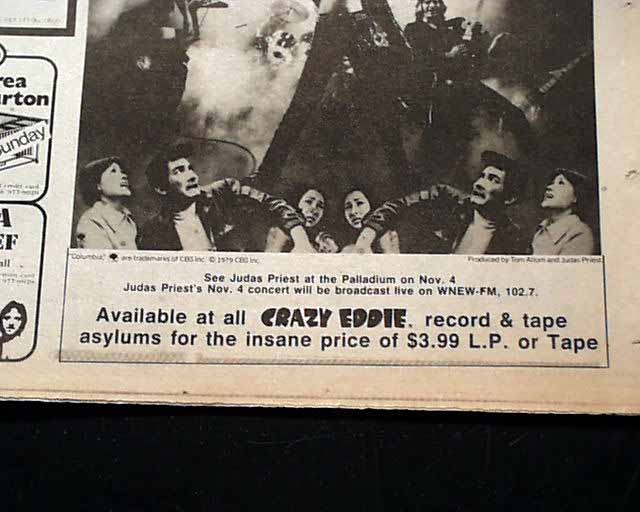 rea
rton
unday
A
EF
all
"Columbia," are trademarks of CBS Inc. © 1979 CBS Inc.
Produced by Tom Allom and Judas Priest
See Judas Priest at the Palladium on Nov. 4
Judas Priest's Nov. 4 concert will be broadcast live on WNEW-FM, 102.7.
Available at all CRAZY EDDIE. record & tape
asylums for the insane price of $3.99 L.P. or Tape